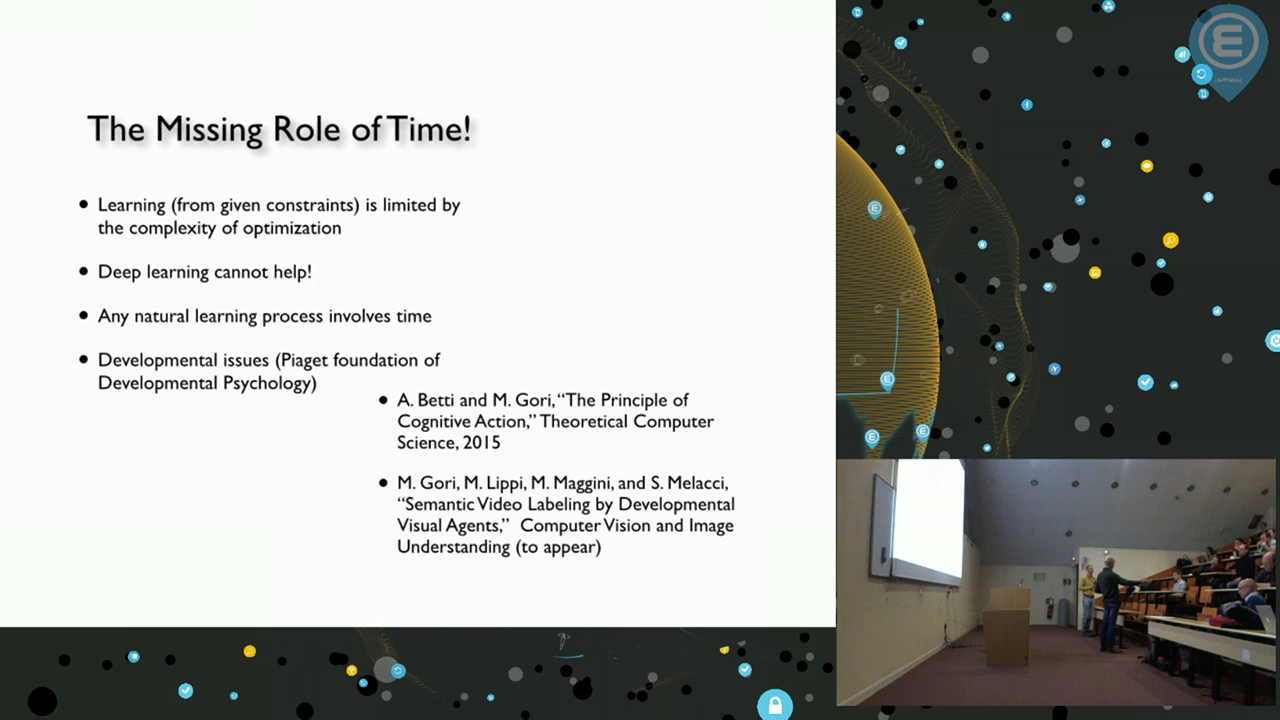 The Missing Role of Time!
• Learning (from given constraints) is limited by
the complexity of optimization
• Deep learning cannot help!
• Any natural learning process involves time
• Developmental issues (Piaget foundation of
Developmental Psychology)
• A. Betti and M. Gori, “The Principle of
Cognitive Action,” Theoretical Computer
Science, 2015
• M. Gori, M. Lippi, M. Maggini, and S. Melacci,
“Semantic Video Labeling by Developmental
Visual Agents,” Computer Vision and Image
Understanding (to appear)